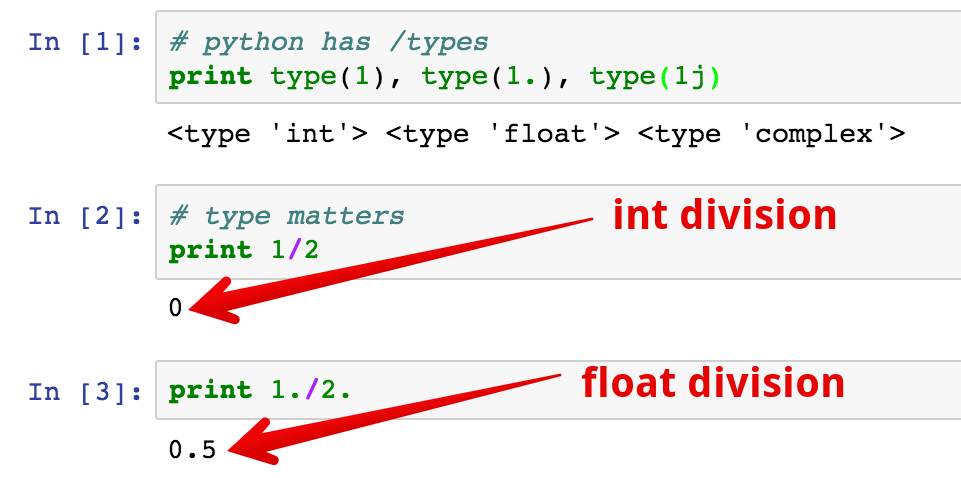 In [1]: # python has /types
print type(1), type(1.), type(1j)
<type 'int'> <type 'float'> <type 'complex'>
In [2]: # type matters
int division
print 1/2
0
In [3]: print 1./2.
float division
0.5